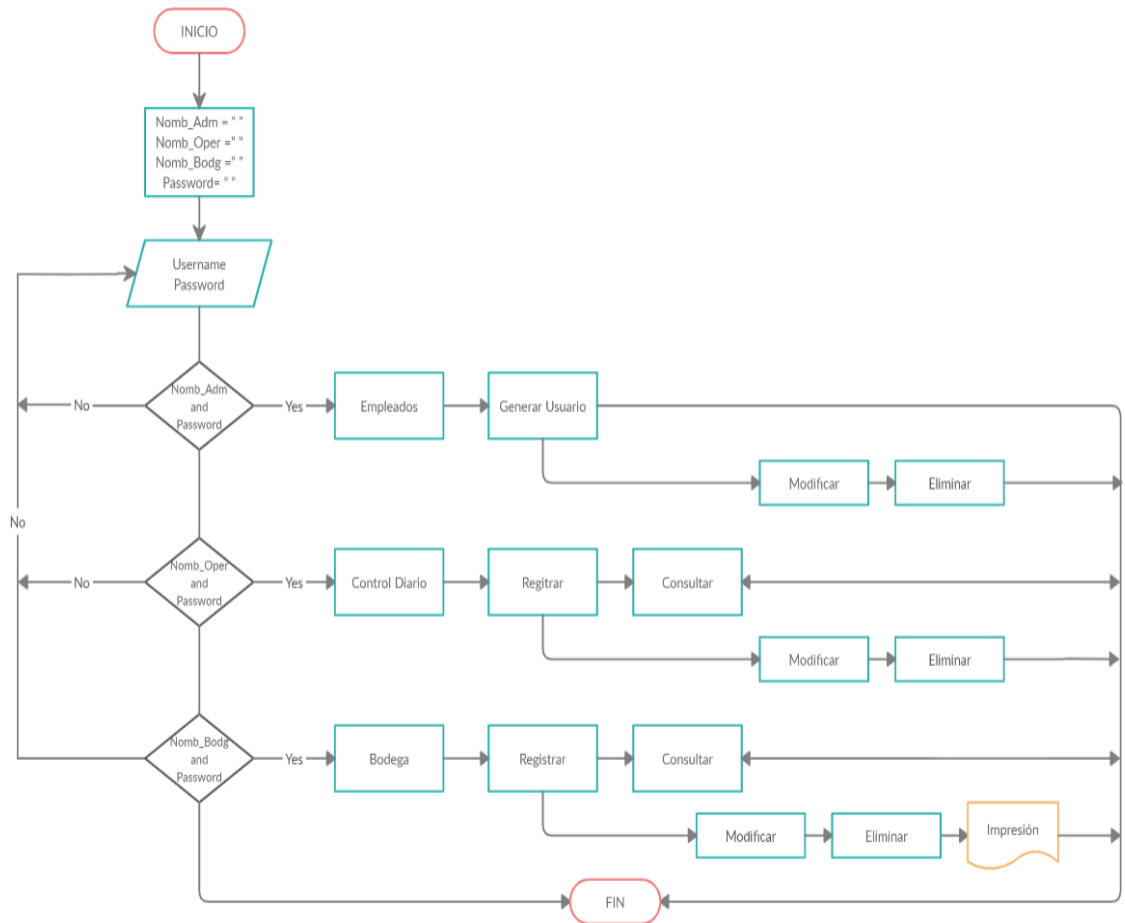 INICIO
Nomb_Adm = " "
Nomb_Oper =" "
Nomb_Bodg =" "
Password= " "
Username
Password
Nomb_Adm
and
Password
No
Yes
Empleados
Generar Usuario
Modificar
Eliminar
No
Nomb_Oper
and
Password
No
Yes
Control Diario
Regitrar
Consultar
Modificar
Eliminar
Nomb_Bodg
and
Password
Yes
Bodega
Registrar
Consultar
Modificar
Eliminar
Impresión
FIN